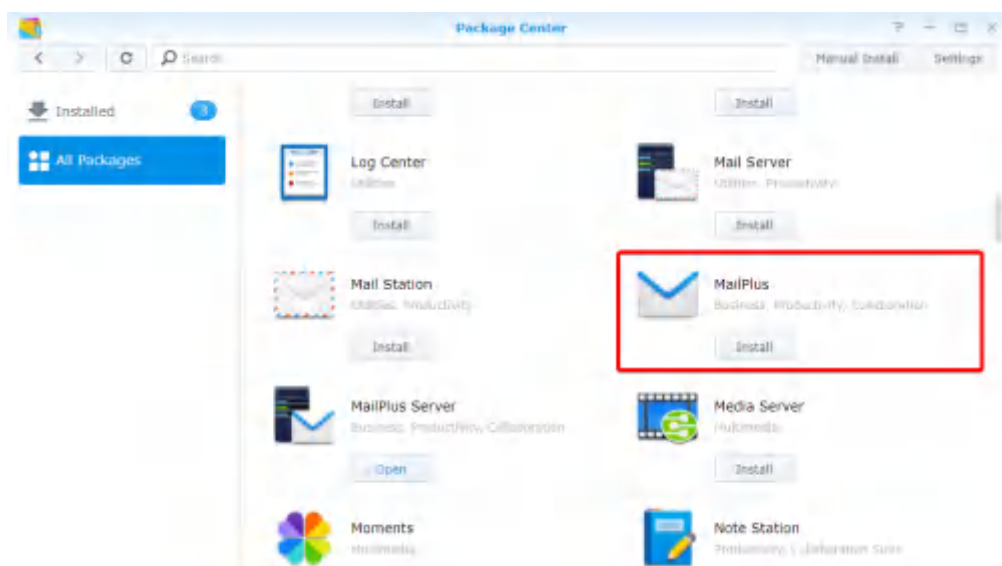 Package Center
Search
Manual Install
Settings
Installed
3
All Packages
Install
Install
Log Center
Utilities
Install
Mail Server
Utilities, Productivity
Install
Mail Station
Utilities, Productivity
Install
MailPlus
Business, Productivity, Collaboration
Install
MailPlus Server
Business, Productivity, Collaboration
Open
Media Server
Multimedia
Install
Moments
Multimedia
Note Station
Productivity, Collaboration Suite